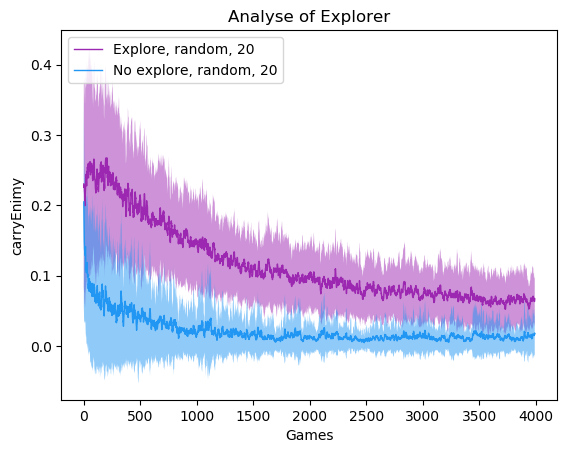 Analyse of Explorer
Explore, random, 20
No explore, random, 20
0.4
0.3
0.2
0.1
0.0
carryEnimy
0 500 1000 1500 2000 2500 3000 3500 4000
Games